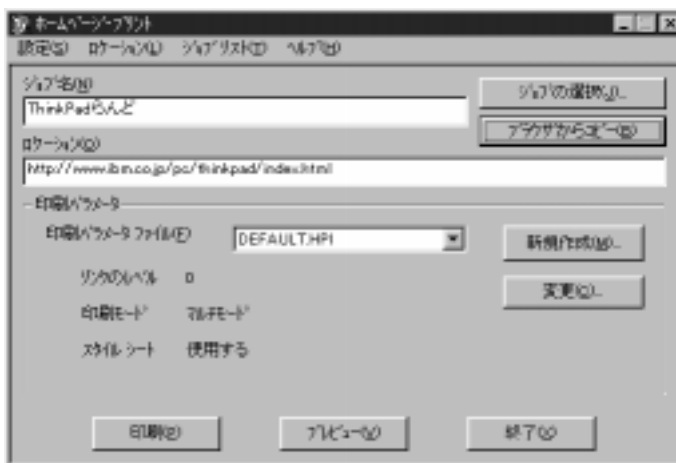 ホームページ・プリント
設定(S) ロケーション(L) ジョブリスト(T) ヘルプ(H)
ジョブ名(N)
ジョブの選択(J)...
ThinkPadらんど
ブラウザからコピー(B)
ロケーション(O)
http://www.ibm.co.jp/pc/thinkpad/index.html
印刷パラメータ
印刷パラメータ ファイル(F) DEFAULT.HPI 新規作成(M)...
リンクのレベル 0
変更(C)...
印刷モード マルチモード
スタイル シート 使用する
印刷(P) プレビュー(V) 終了(X)